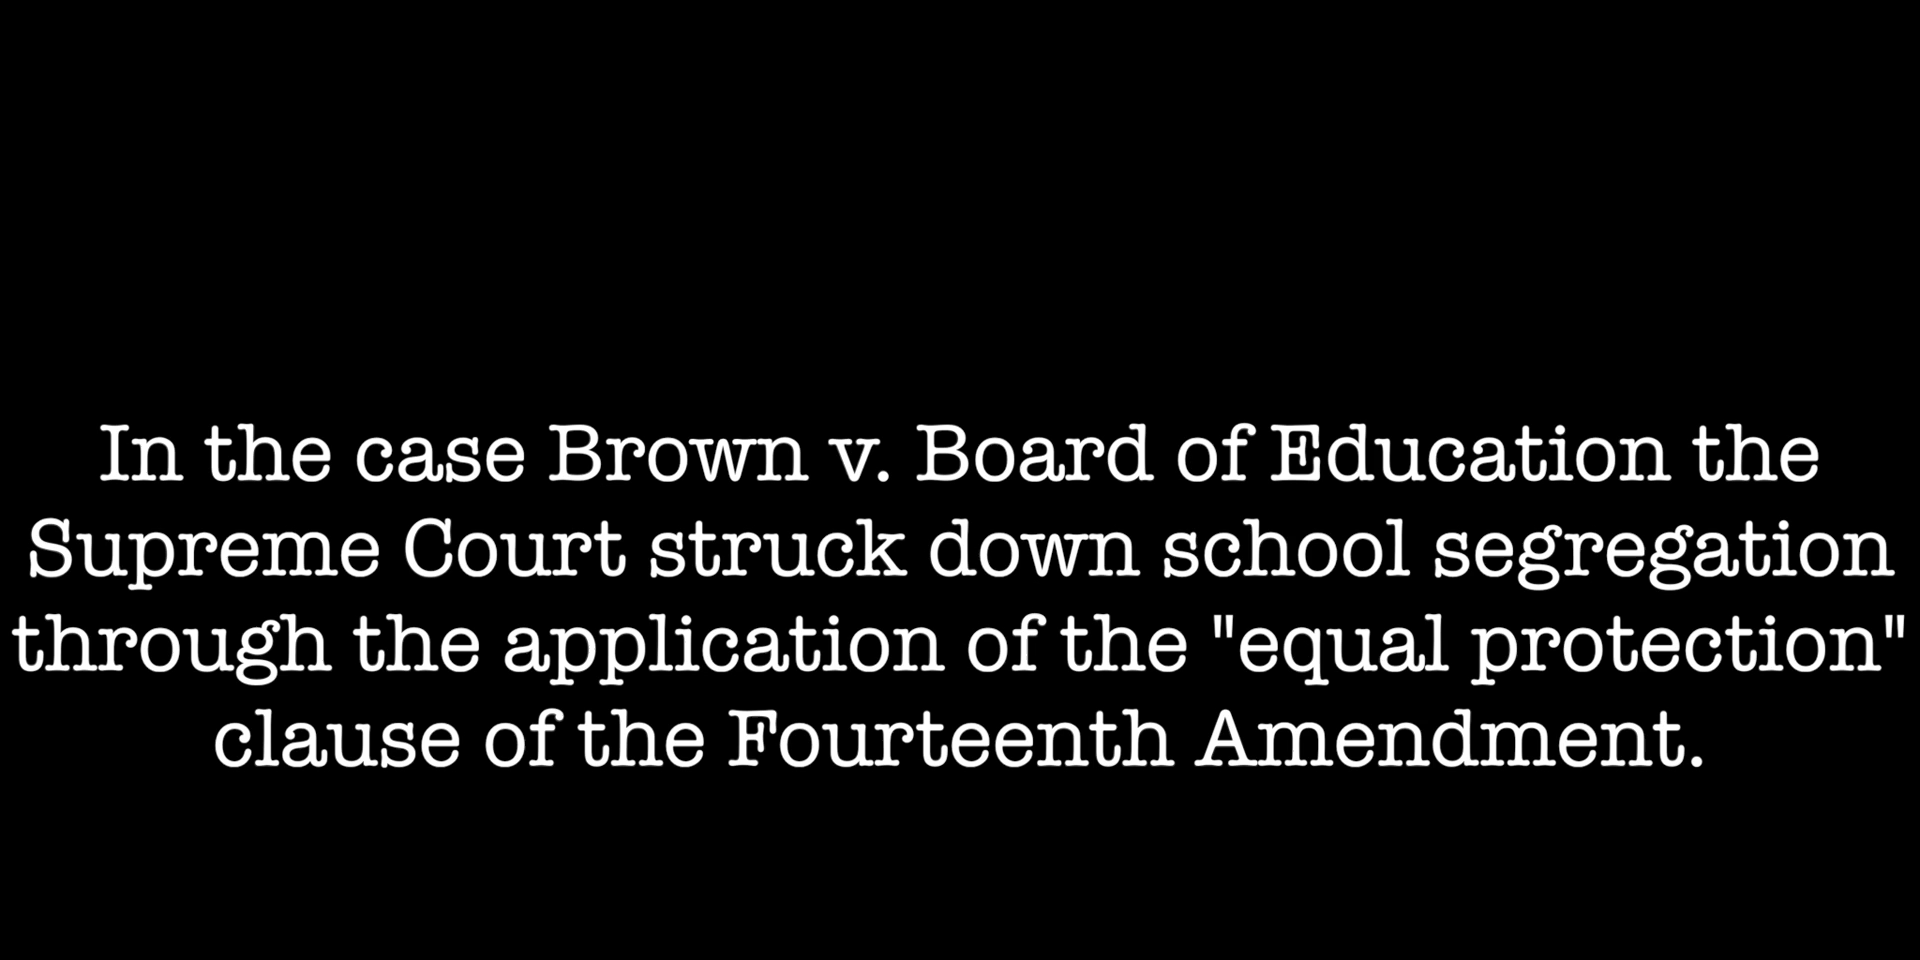 In the case Brown v. Board of Education the
Supreme Court struck down school segregation
through the application of the "equal protection"
clause of the Fourteenth Amendment.